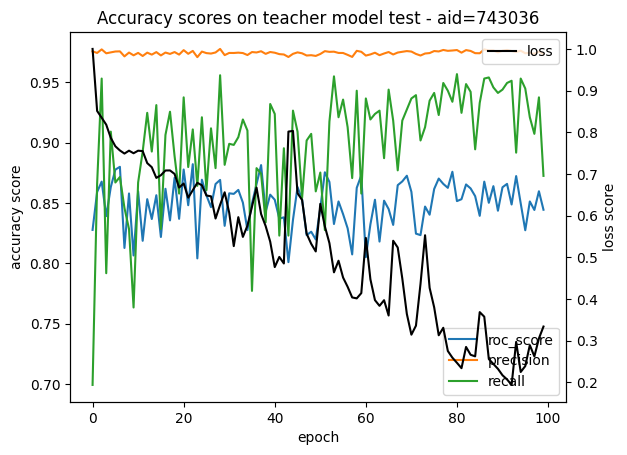 Accuracy scores on teacher model test - aid=743036
accuracy score
0.95
0.90
0.85
0.80
0.75
0.70
loss
1.0
0.9
0.8
0.7
0.6
0.5
0.4
0.3
0.2
loss score
roc_score
precision
recall
0
20
40
60
80
100
epoch